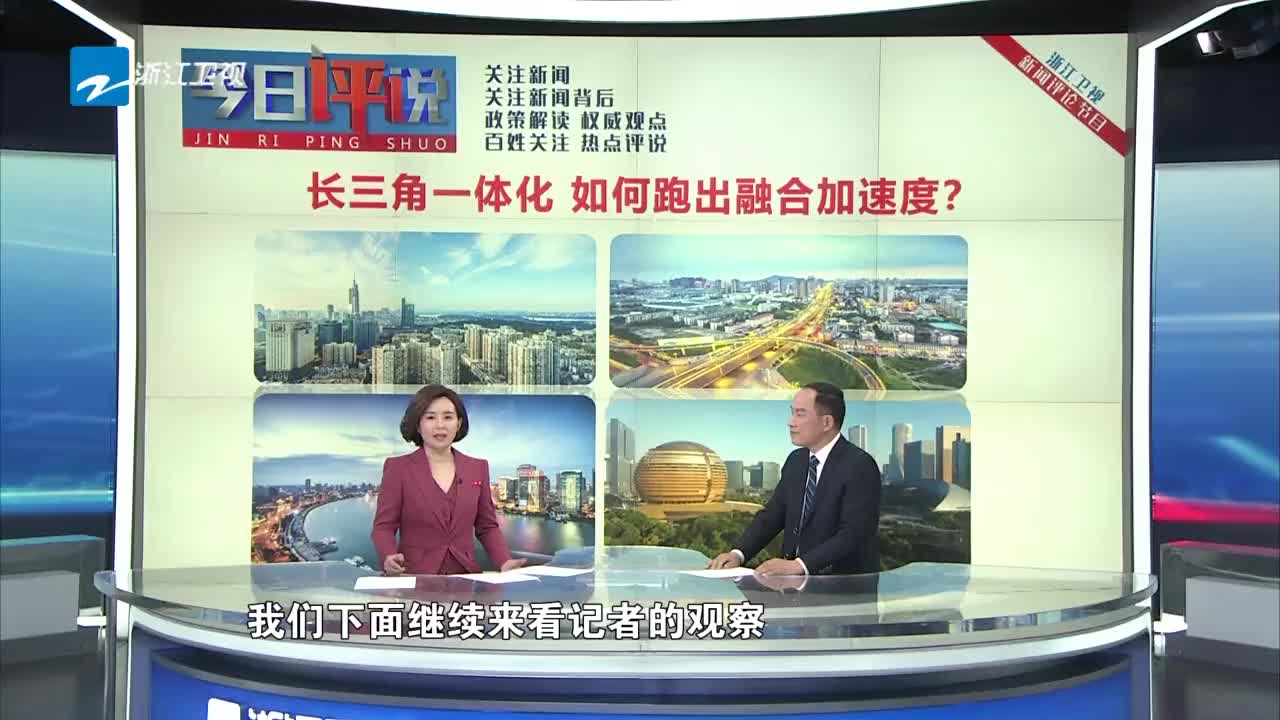 浙江卫视
今日评说
JIN RI PING SHUO
关注新闻
关注新闻背后
政策解读 权威观点
百姓关注 热点评说
浙江卫视
新闻评论节目
长三角一体化 如何跑出融合加速度?
我们下面继续来看记者的观察